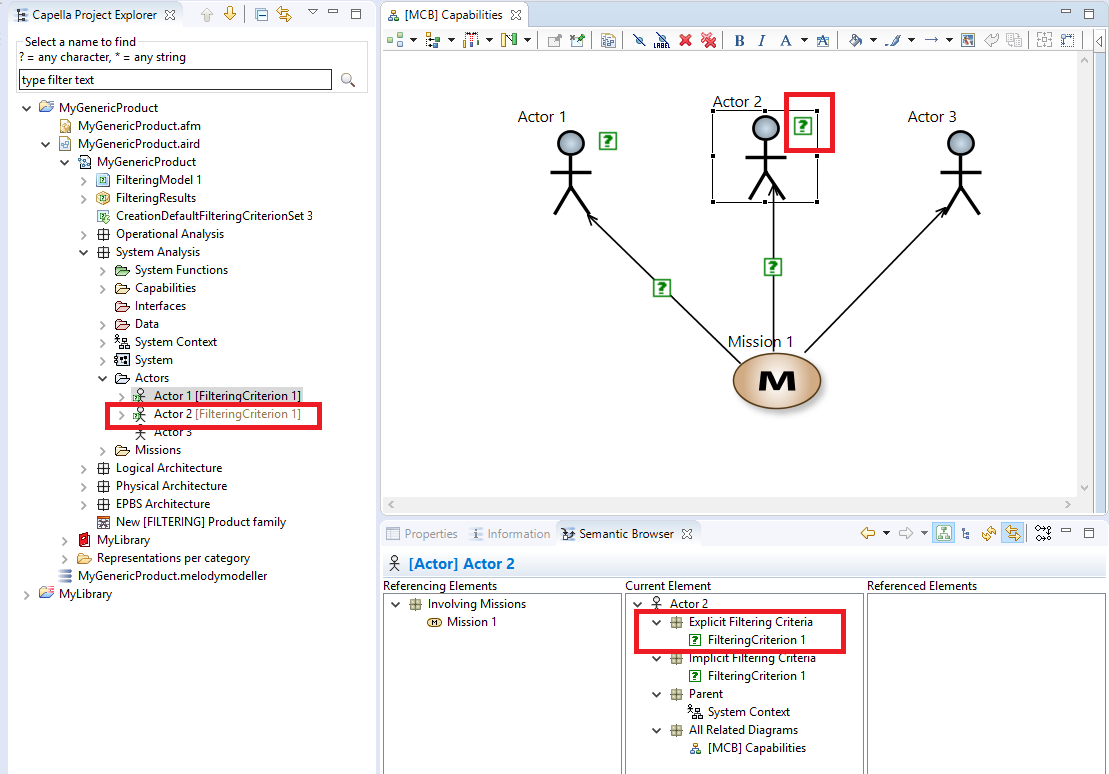 Capella Project Explorer
Select a name to find
? = any character, * = any string
type filter text
MyGenericProduct
MyGenericProduct.afm
MyGenericProduct.aird
MyGenericProduct
FilteringModel 1
FilteringResults
CreationDefaultFilteringCriterionSet 3
Operational Analysis
System Analysis
System Functions
Capabilities
Interfaces
Data
System Context
System
Actors
Actor 1 [FilteringCriterion 1]
Actor 2 [FilteringCriterion 1]
Actor 3
Missions
Logical Architecture
Physical Architecture
EPBS Architecture
New [FILTERING] Product family
MyLibrary
Representations per category
MyGenericProduct.melodymodeller
MyLibrary
[MCB] Capabilities
LABEL
B I A A
Actor 1
?
Actor 2
?
Actor 3
?
?
Mission 1
M
Properties
Information
Semantic Browser
[Actor] Actor 2
Referencing Elements
Involving Missions
M Mission 1
Current Element
Actor 2
Explicit Filtering Criteria
? FilteringCriterion 1
Implicit Filtering Criteria
? FilteringCriterion 1
Parent
System Context
All Related Diagrams
[MCB] Capabilities
Referenced Elements